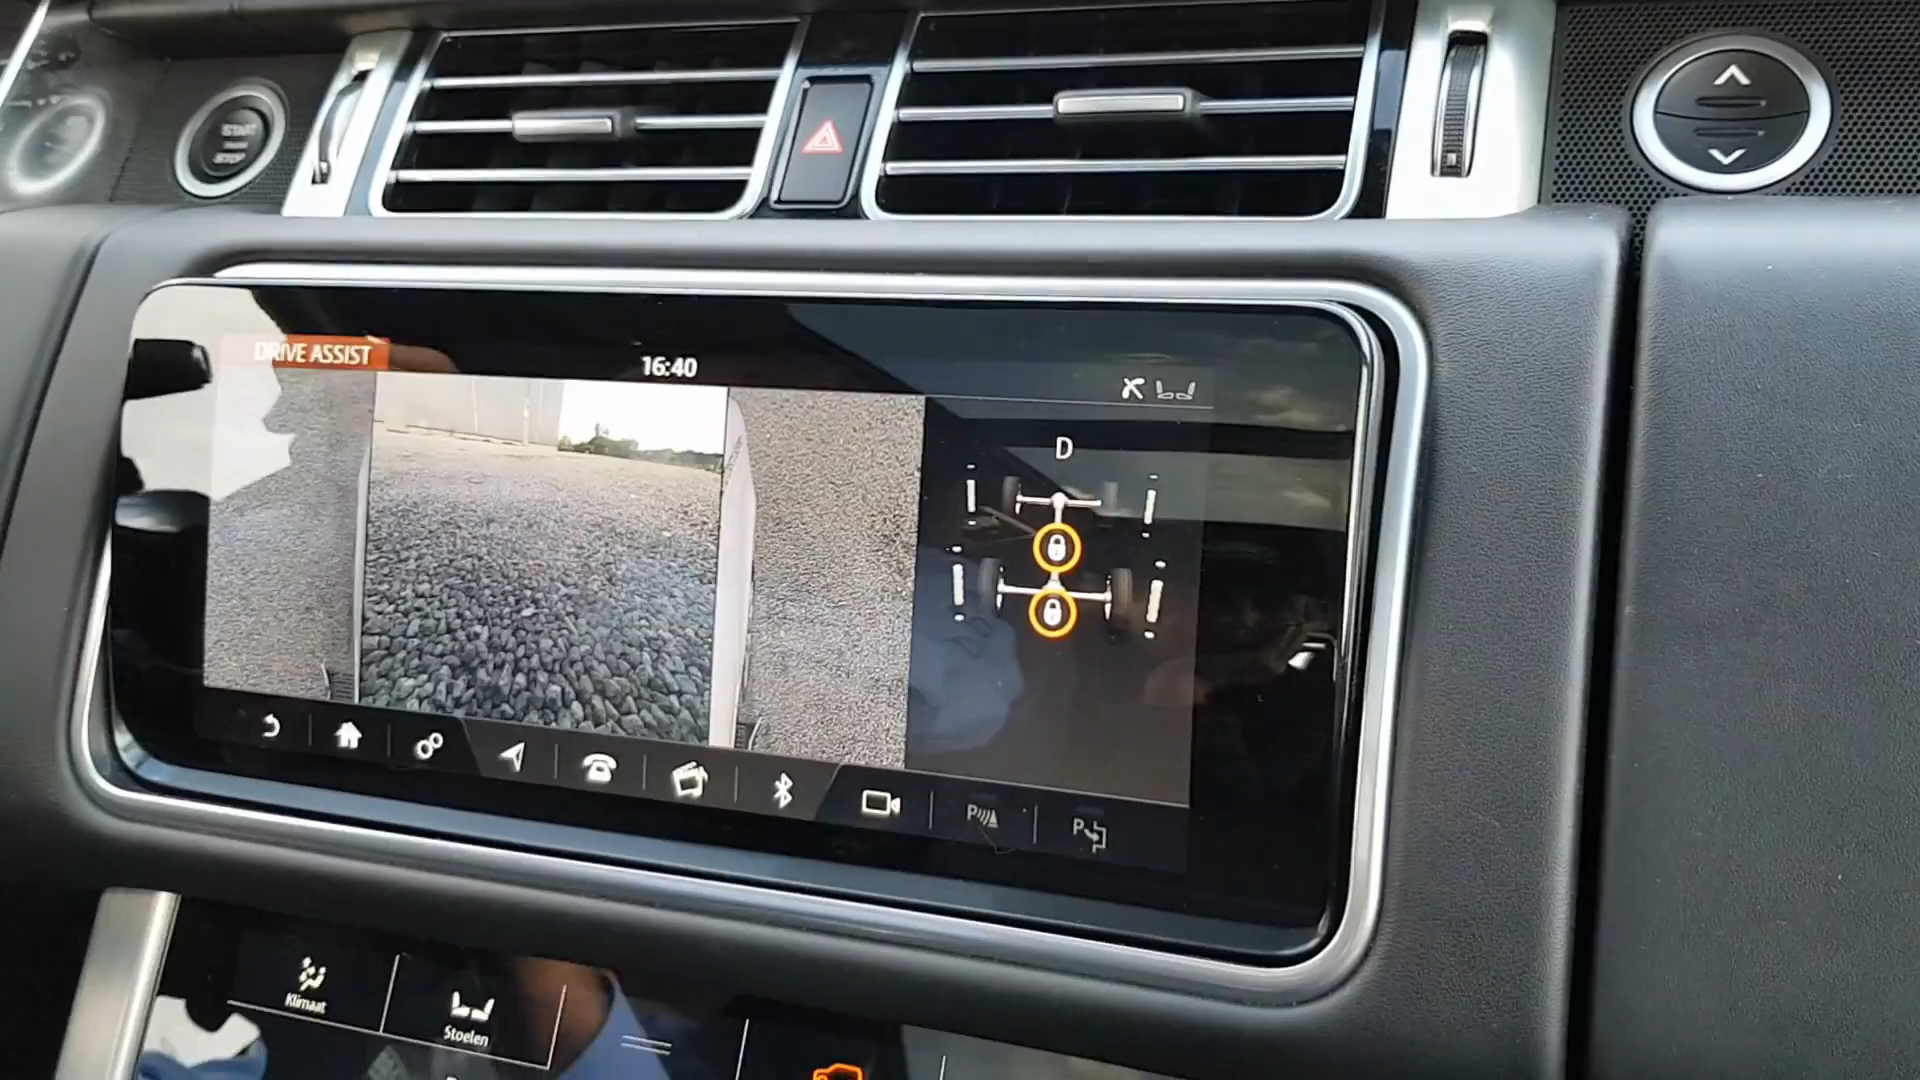 START
STOP
DRIVE ASSIST
16:40
D
P
P
Klimaat
Stoelen